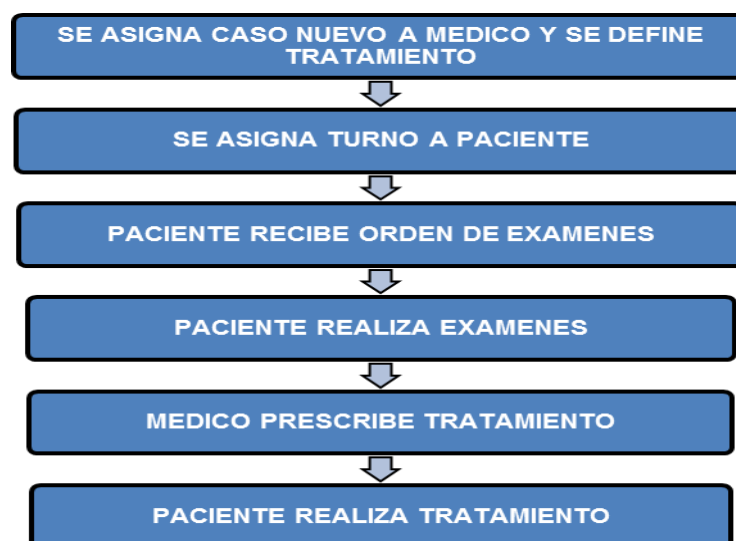 SE ASIGNA CASO NUEVO A MEDICO Y SE DEFINE
TRATAMIENTO
SE ASIGNA TURNO A PACIENTE
PACIENTE RECIBE ORDEN DE EXAMENES
PACIENTE REALIZA EXAMENES
MEDICO PRESCRIBE TRATAMIENTO
PACIENTE REALIZA TRATAMIENTO